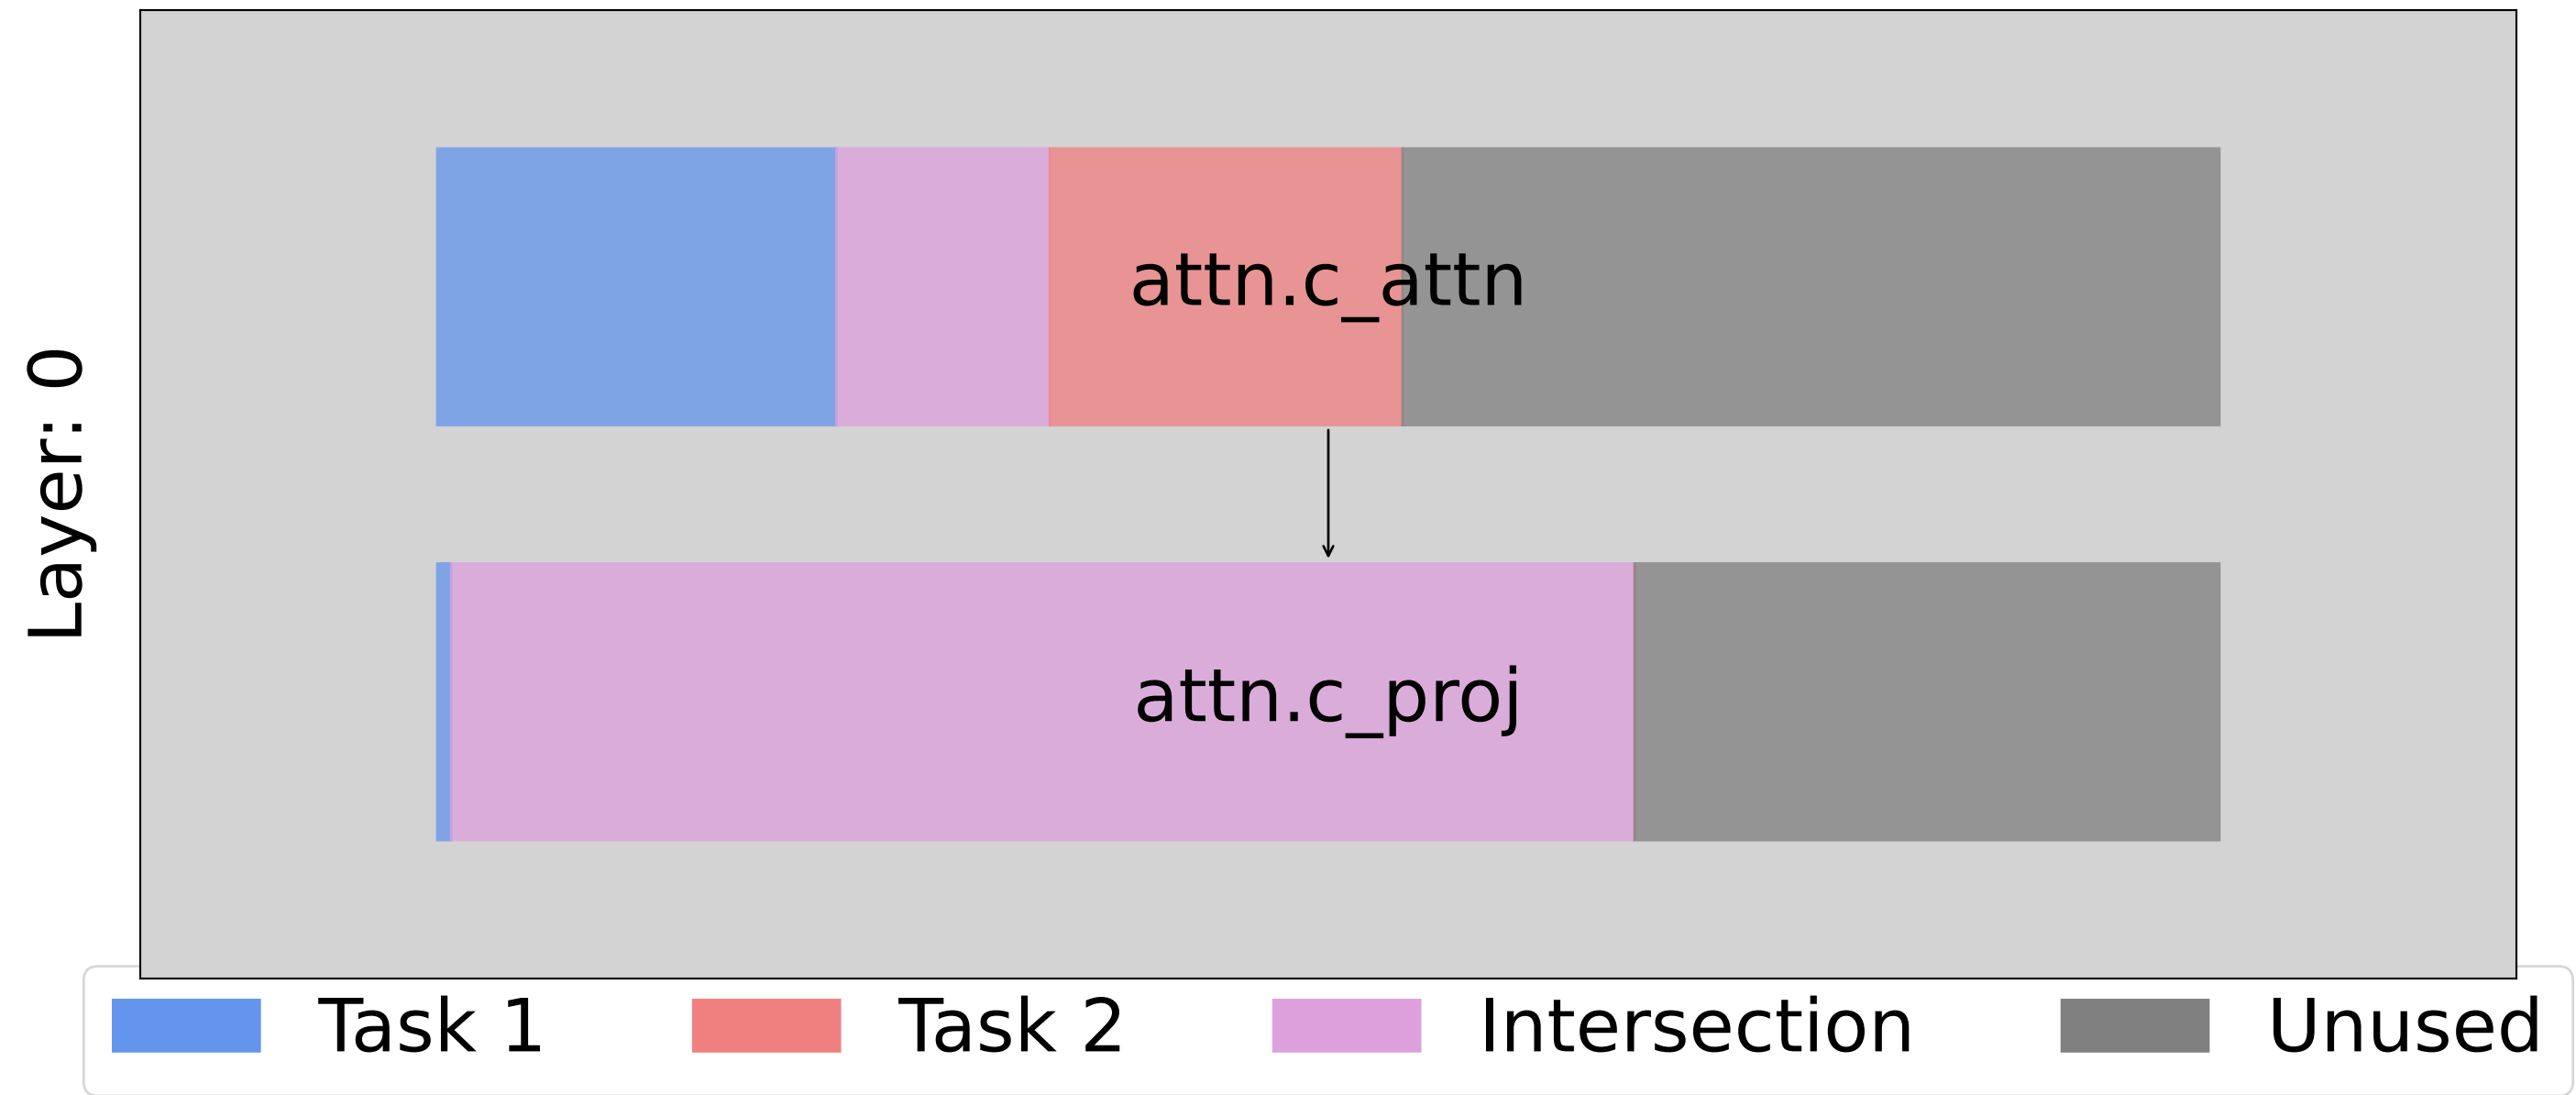 Layer: 0
attn.c_attn
attn.c_proj
Task 1
Task 2
Intersection
Unused